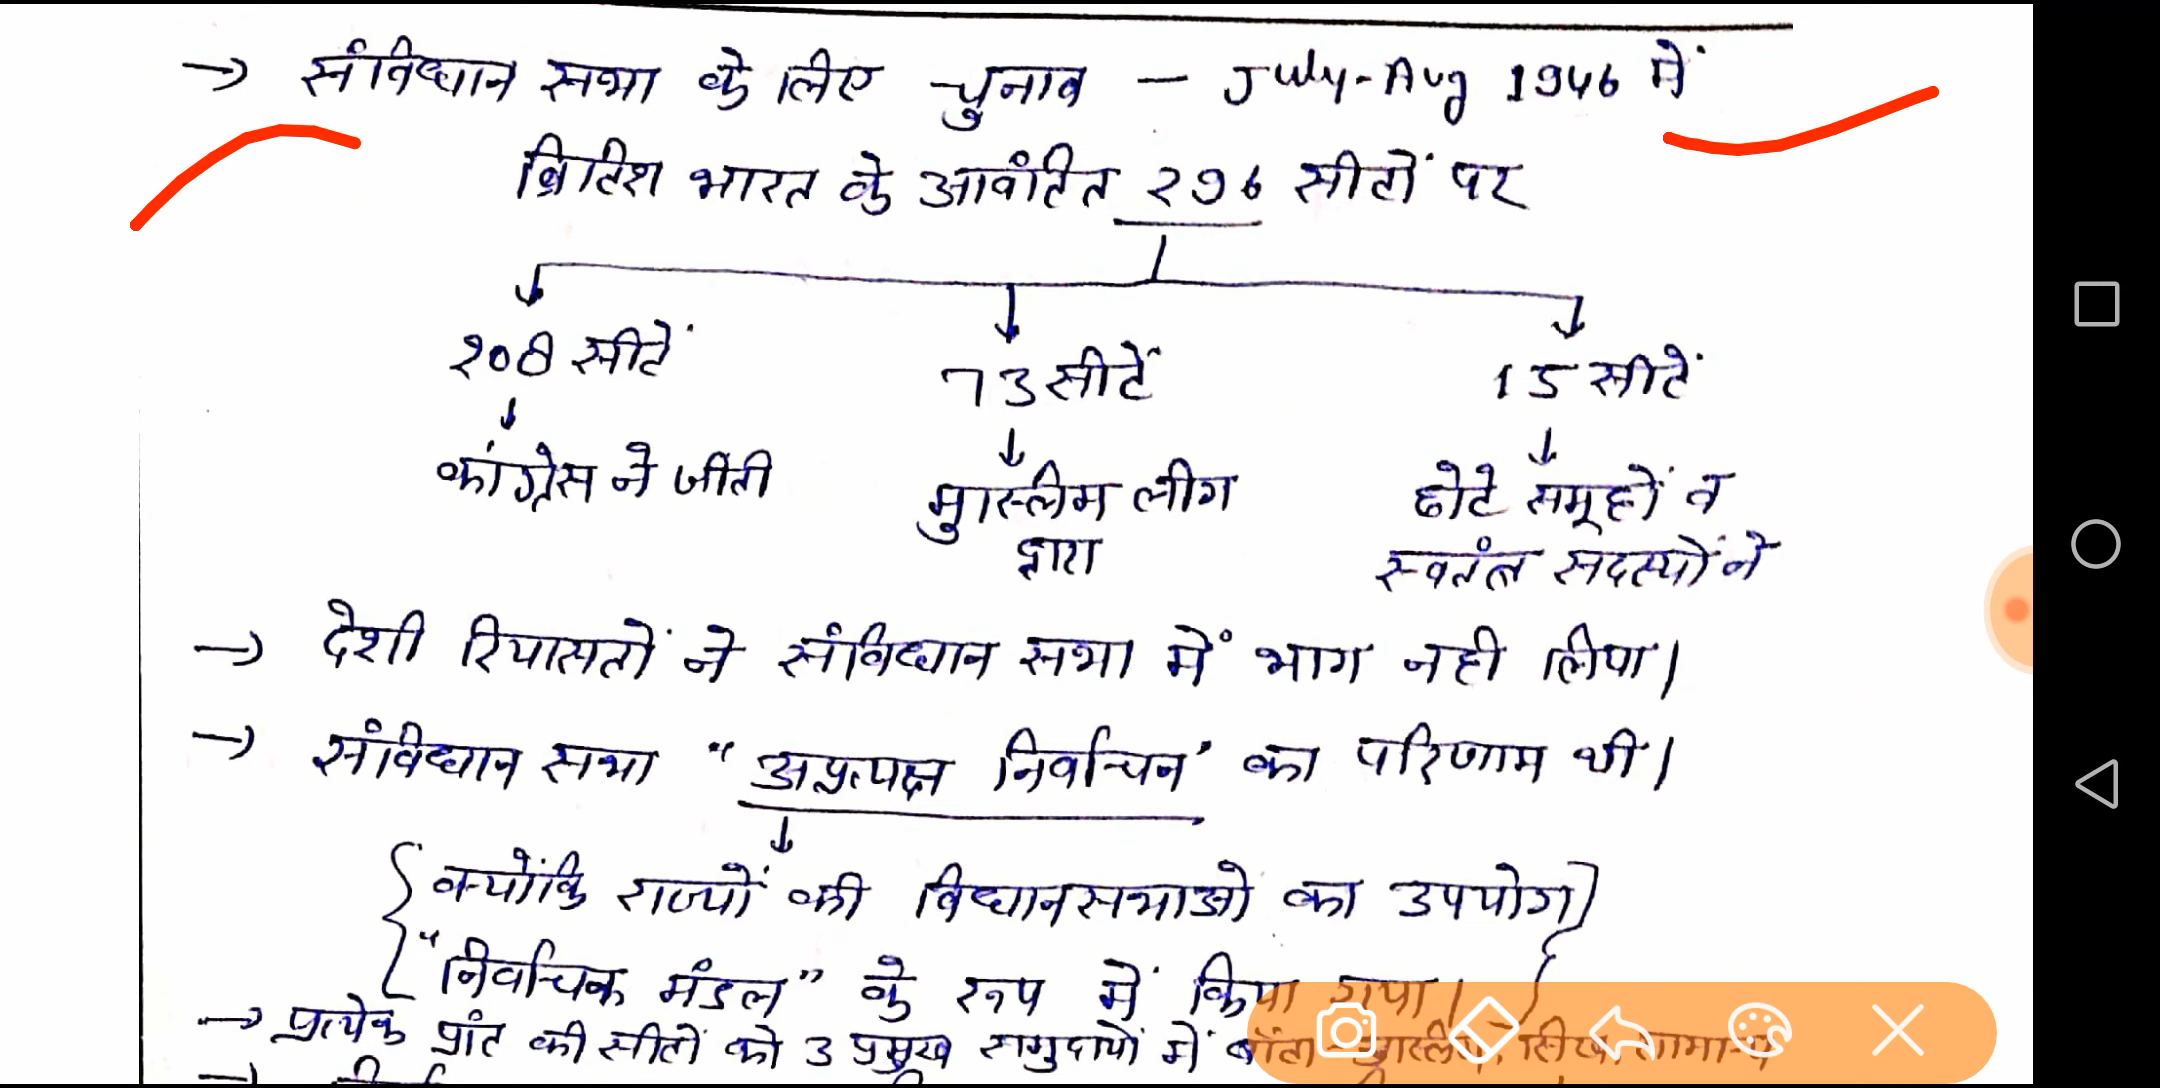 → संविधान सभा के लिए चुनाव – July-Aug 1946 में
ब्रिटिश भारत के आवंटित 296 सीटों पर
208 सीटें 73 सीटें 15 सीटें
कांग्रेस ने जीती मुस्लिम लीग द्वारा छोटे समूहों व स्वतंत्र सदस्यों ने
→ देशी रियासतों ने संविधान सभा में भाग नही लिया।
→ संविधान सभा "अप्रत्यक्ष निर्वाचन" का परिणाम थी।
क्योंकि राज्यों की विधानसभाओ का उपयोग
"निर्वाचक मंडल" के रूप में किया गया।
→ प्रत्येक प्रांत की सीटों को 3 प्रमुख समुदायों में बाँटा